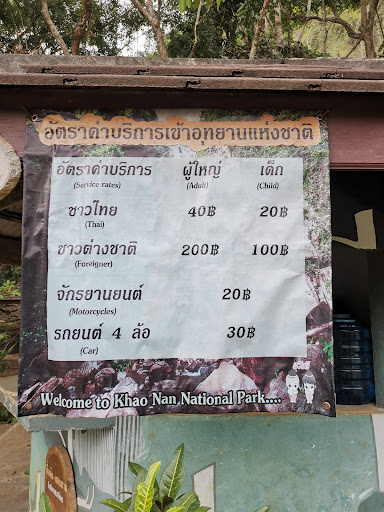 อัตราค่าบริการเข้าอุทยานแห่งชาติ
อัตราค่าบริการ ผู้ใหญ่ เด็ก
(Service rates) (Adult) (Child)
ชาวไทย 40฿ 20฿
(Thai)
ชาวต่างชาติ 200฿ 100฿
(Foreigner)
จักรยานยนต์ 20฿
(Motorcycles)
รถยนต์ 4 ล้อ 30฿
(Car)
Welcome to Khao Nan National Park....